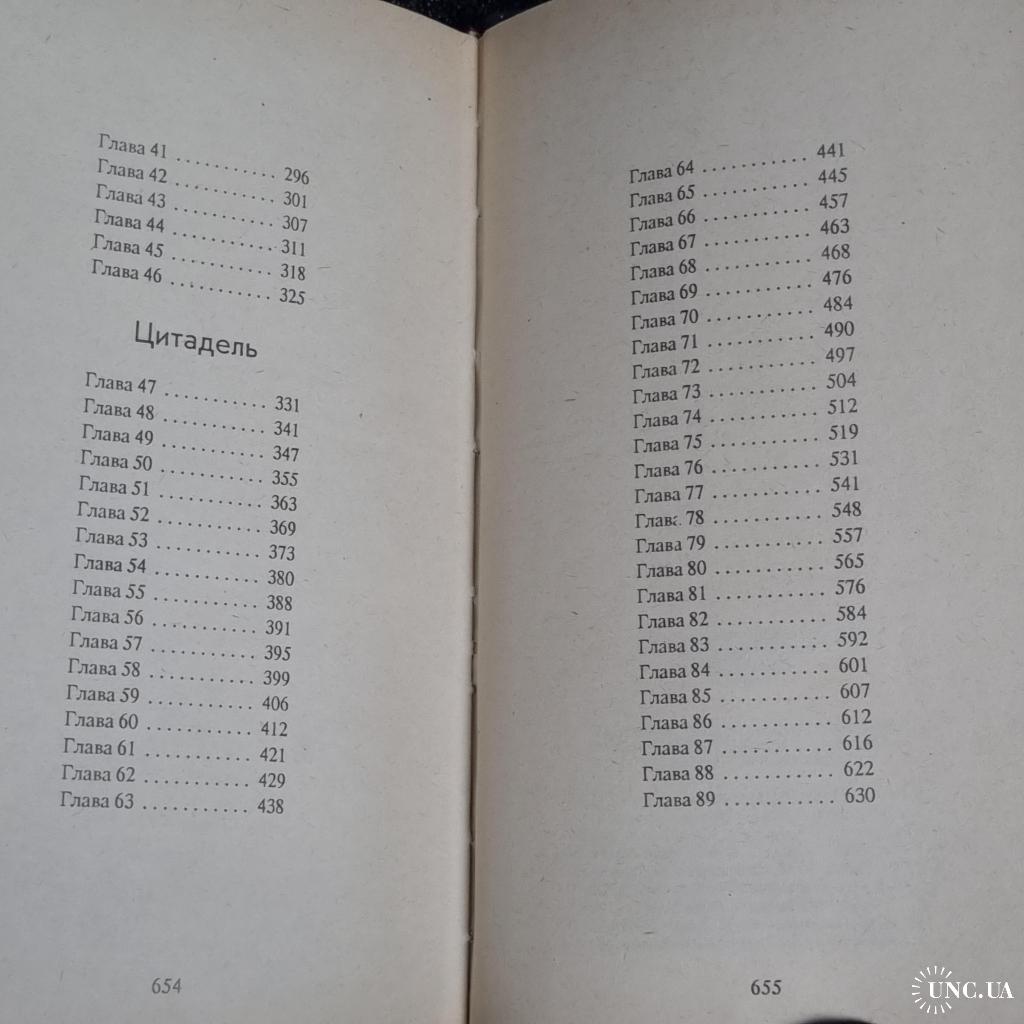 Глава 41 .......... 296
Глава 42 .......... 301
Глава 43 .......... 307
Глава 44 .......... 311
Глава 45 .......... 318
Глава 46 .......... 325
Цитадель
Глава 47 .......... 331
Глава 48 .......... 341
Глава 49 .......... 347
Глава 50 .......... 355
Глава 51 .......... 363
Глава 52 .......... 369
Глава 53 .......... 373
Глава 54 .......... 380
Глава 55 .......... 388
Глава 56 .......... 391
Глава 57 .......... 395
Глава 58 .......... 399
Глава 59 .......... 406
Глава 60 .......... 412
Глава 61 .......... 421
Глава 62 .......... 429
Глава 63 .......... 438
654
Глава 64 ........... 441
Глава 65 ........... 445
Глава 66 ........... 457
Глава 67 ........... 463
Глава 68 ........... 468
Глава 69 ........... 476
Глава 70 ........... 484
Глава 71 ........... 490
Глава 72 ........... 497
Глава 73 ........... 504
Глава 74 ........... 512
Глава 75 ........... 519
Глава 76 ........... 531
Глава 77 ........... 541
Глава 78 ........... 548
Глава 79 ........... 557
Глава 80 ........... 565
Глава 81 ........... 576
Глава 82 ........... 584
Глава 83 ........... 592
Глава 84 ........... 601
Глава 85 ........... 607
Глава 86 ........... 612
Глава 87 ........... 616
Глава 88 ........... 622
Глава 89 ........... 630
655
UNC.UA